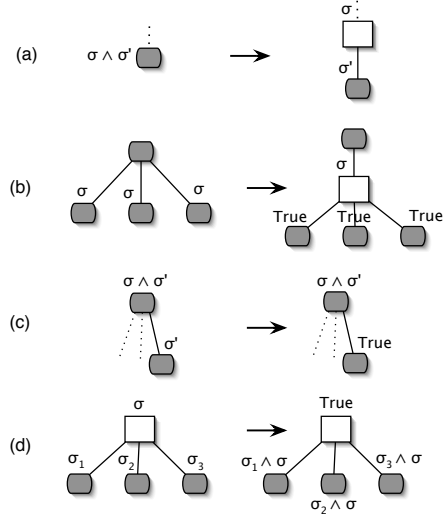 (a) σ ∧ σ' σ
σ'
(b) σ σ σ σ
True True True
(c) σ ∧ σ' σ ∧ σ'
σ' True
(d) σ True
σ₁ σ₂ σ₃ σ₁ ∧ σ σ₃ ∧ σ
σ₂ ∧ σ